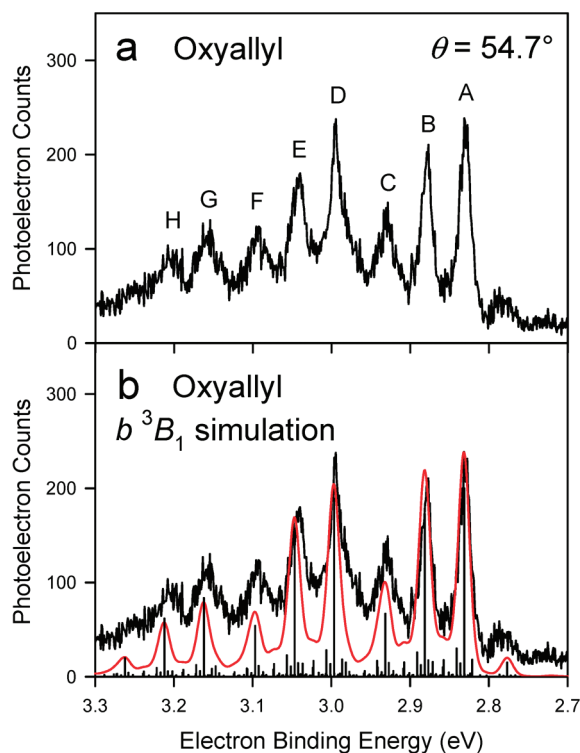 a Oxyallyl θ = 54.7°
Photoelectron Counts
300
200
100
0
A
B
C
D
E
F
G
H
b Oxyallyl
b ³B₁ simulation
Photoelectron Counts
300
200
100
0
3.3 3.2 3.1 3.0 2.9 2.8 2.7
Electron Binding Energy (eV)